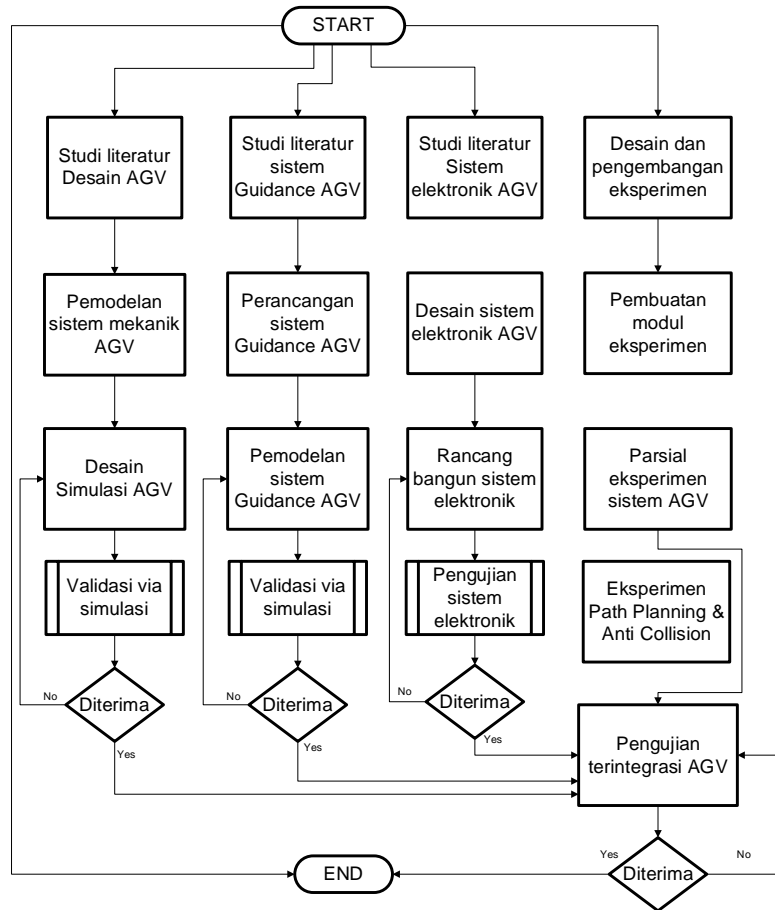 START
Studi literatur
Desain AGV
Studi literatur
sistem
Guidance AGV
Studi literatur
Sistem
elektronik AGV
Desain dan
pengembangan
eksperimen
Pemodelan
sistem mekanik
AGV
Perancangan
sistem
Guidance AGV
Desain sistem
elektronik AGV
Pembuatan
modul
eksperimen
Desain
Simulasi AGV
Pemodelan
sistem
Guidance AGV
Rancang
bangun sistem
elektronik
Parsial
eksperimen
sistem AGV
Validasi via
simulasi
Validasi via
simulasi
Pengujian
sistem
elektronik
Eksperimen
Path Planning &
Anti Collision
No
Diterima
Yes
No
Diterima
Yes
No
Diterima
Yes
Pengujian
terintegrasi AGV
END
Yes
Diterima
No